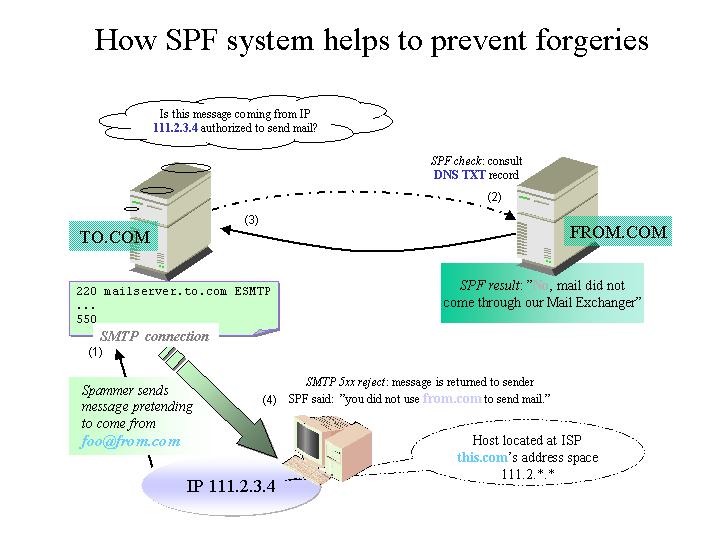 How SPF system helps to prevent forgeries
Is this message coming from IP
111.2.3.4 authorized to send mail?
SPF check: consult
DNS TXT record
(2)
(3)
TO.COM
FROM.COM
220 mailserver.to.com ESMTP
...
550
SPF result: ”No, mail did not
come through our Mail Exchanger”
SMTP connection
(1)
Spammer sends
message pretending
to come from
foo@from.com
(4)
SMTP 5xx reject: message is returned to sender
SPF said: ”you did not use from.com to send mail.”
Host located at ISP
this.com’s address space
111.2.*.*
IP 111.2.3.4